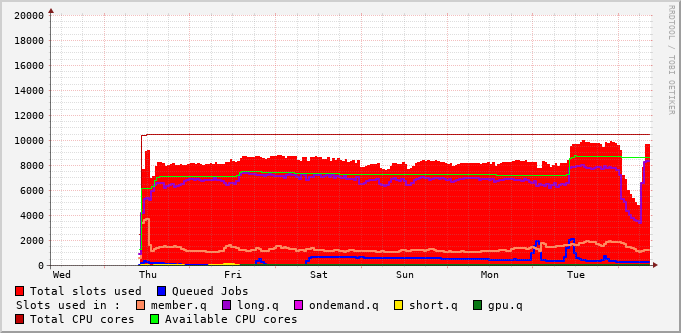 RRDTOOL / TOBI OETIKER
20000
18000
16000
14000
12000
10000
8000
6000
4000
2000
0
Wed Thu Fri Sat Sun Mon Tue
Total slots used Queued Jobs
Slots used in : member.q long.q ondemand.q short.q gpu.q
Total CPU cores Available CPU cores